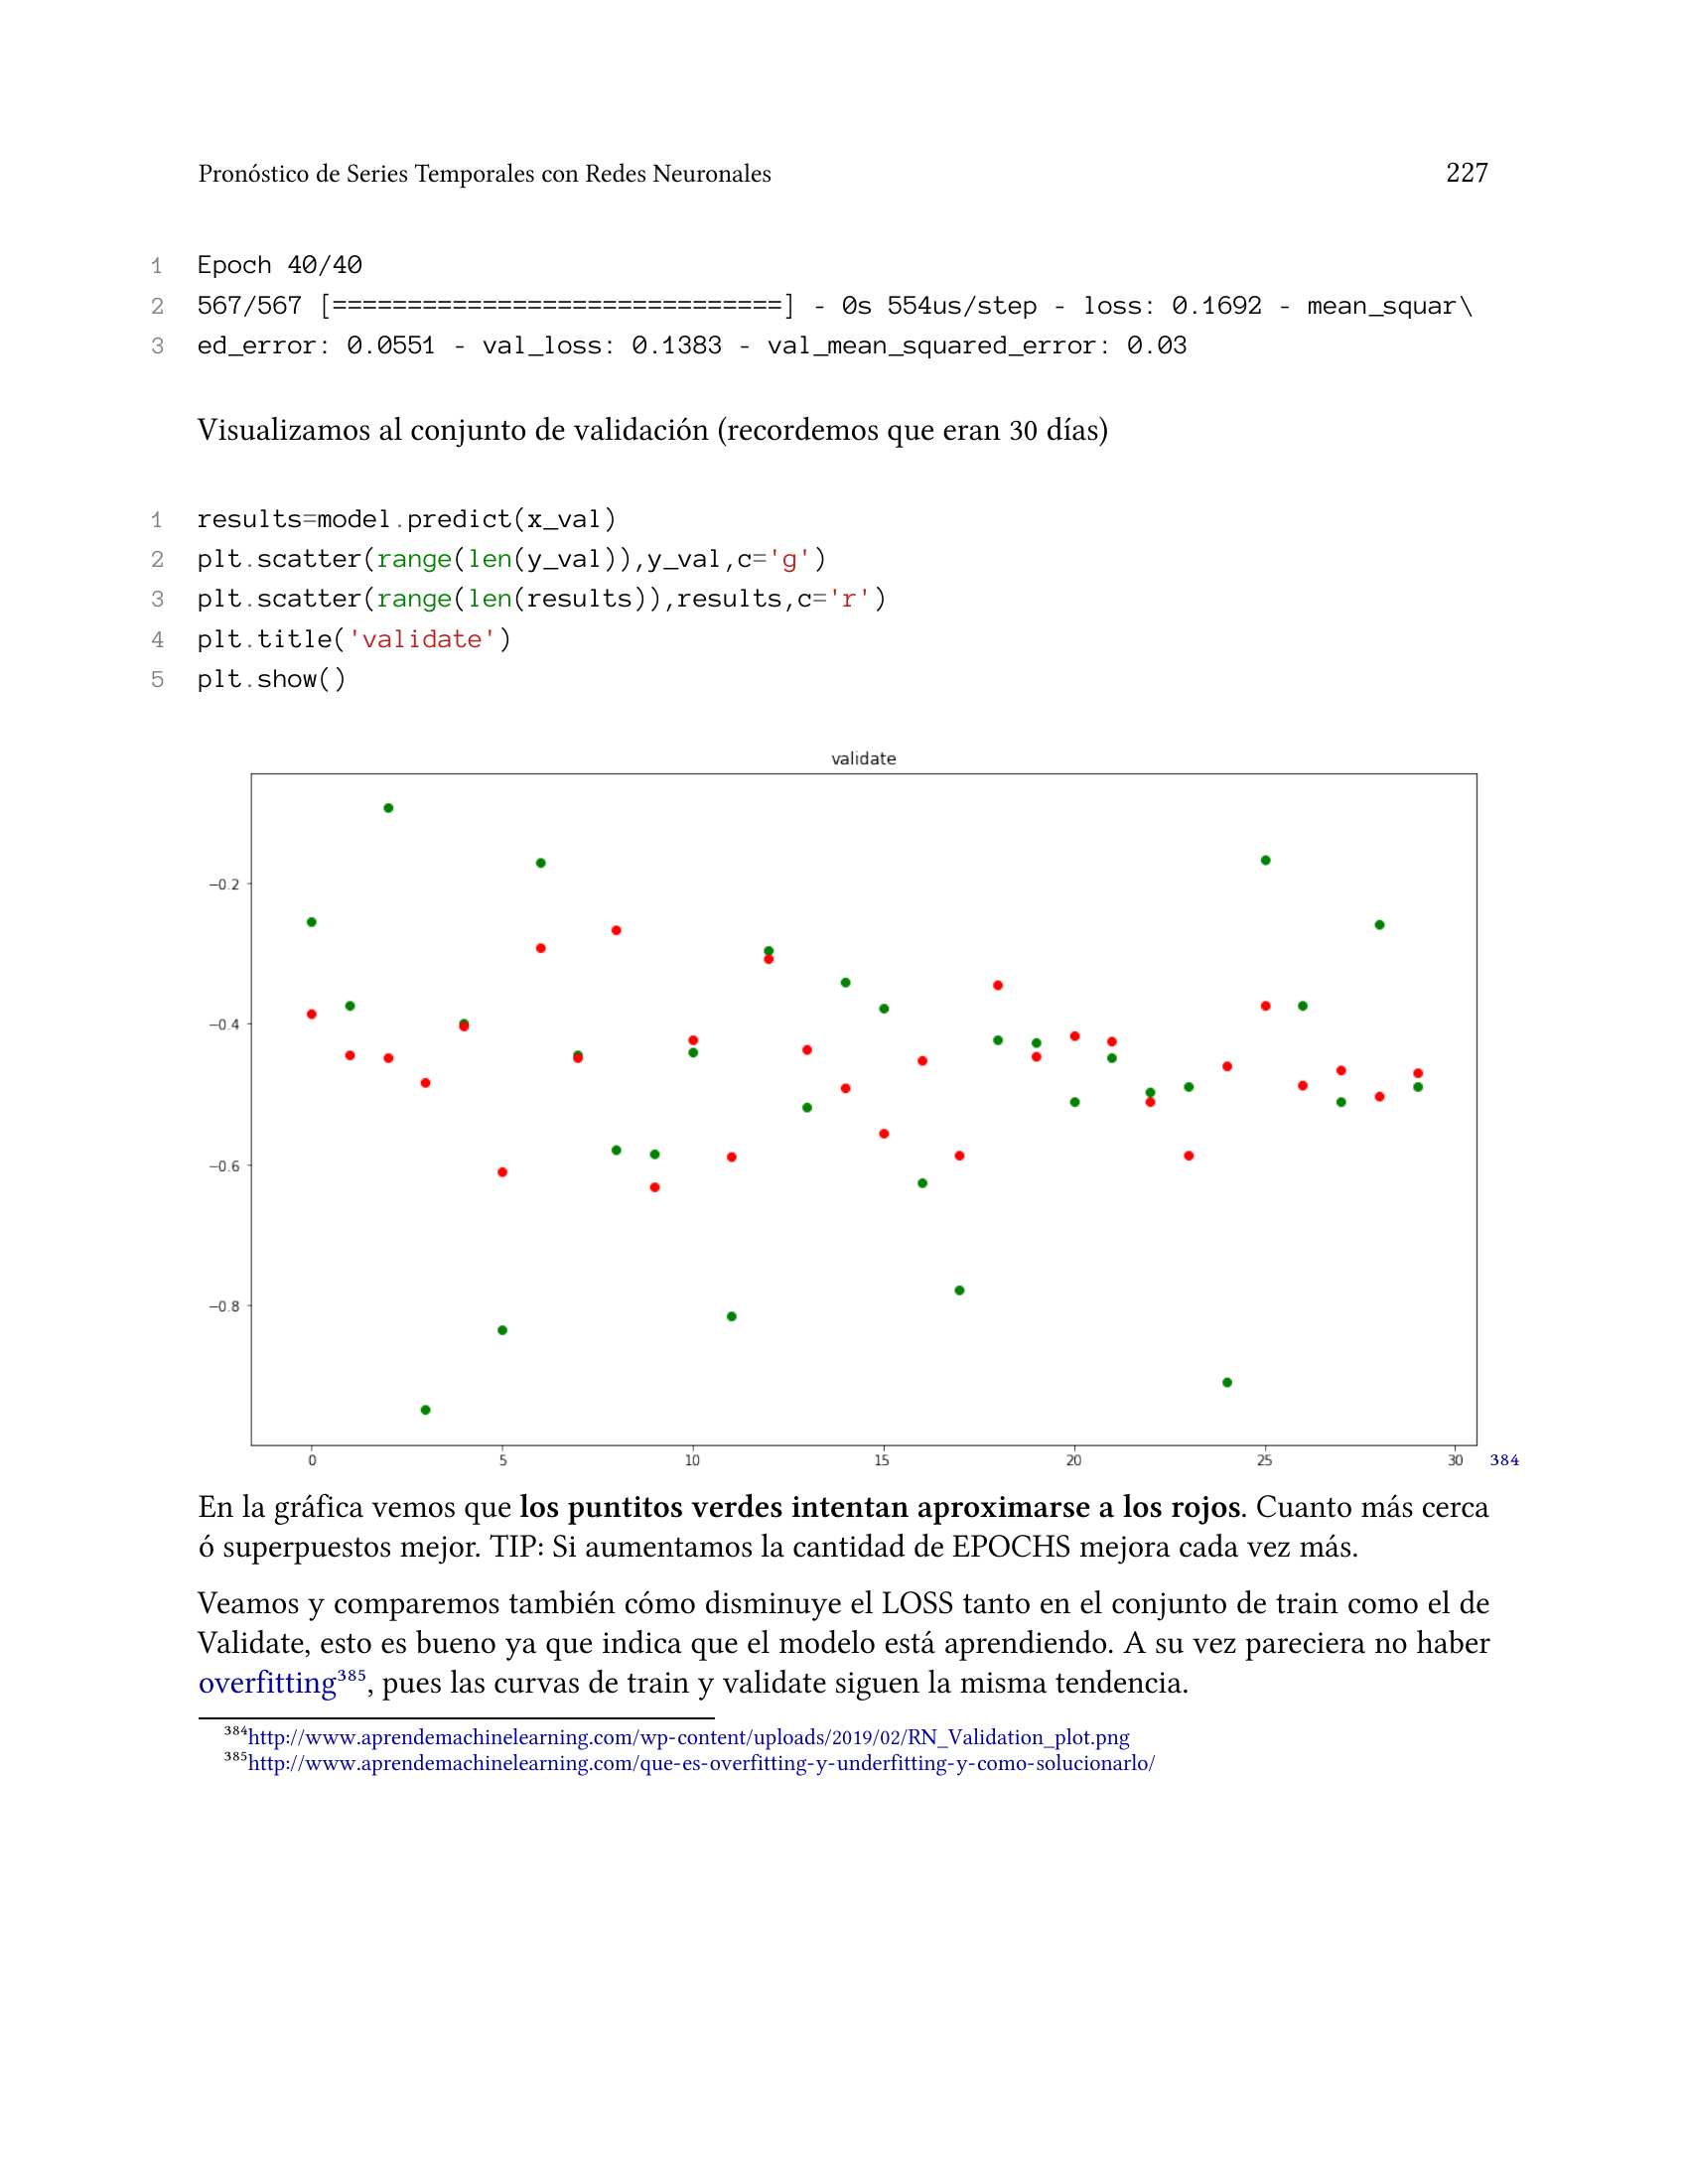 Pronóstico de Series Temporales con Redes Neuronales 227
1 Epoch 40/40
2 567/567 [==============================] - 0s 554us/step - loss: 0.1692 - mean_squar\
3 ed_error: 0.0551 - val_loss: 0.1383 - val_mean_squared_error: 0.03
Visualizamos al conjunto de validación (recordemos que eran 30 días)
1 results=model.predict(x_val)
2 plt.scatter(range(len(y_val)),y_val,c='g')
3 plt.scatter(range(len(results)),results,c='r')
4 plt.title('validate')
5 plt.show()
validate
−0.2
−0.4
−0.6
−0.8
0 5 10 15 20 25 30 384
En la gráfica vemos que los puntitos verdes intentan aproximarse a los rojos. Cuanto más cerca
ó superpuestos mejor. TIP: Si aumentamos la cantidad de EPOCHS mejora cada vez más.
Veamos y comparemos también cómo disminuye el LOSS tanto en el conjunto de train como el de
Validate, esto es bueno ya que indica que el modelo está aprendiendo. A su vez pareciera no haber
overfitting³⁸⁵, pues las curvas de train y validate siguen la misma tendencia.
³⁸⁴http://www.aprendemachinelearning.com/wp-content/uploads/2019/02/RN_Validation_plot.png
³⁸⁵http://www.aprendemachinelearning.com/que-es-overfitting-y-underfitting-y-como-solucionarlo/